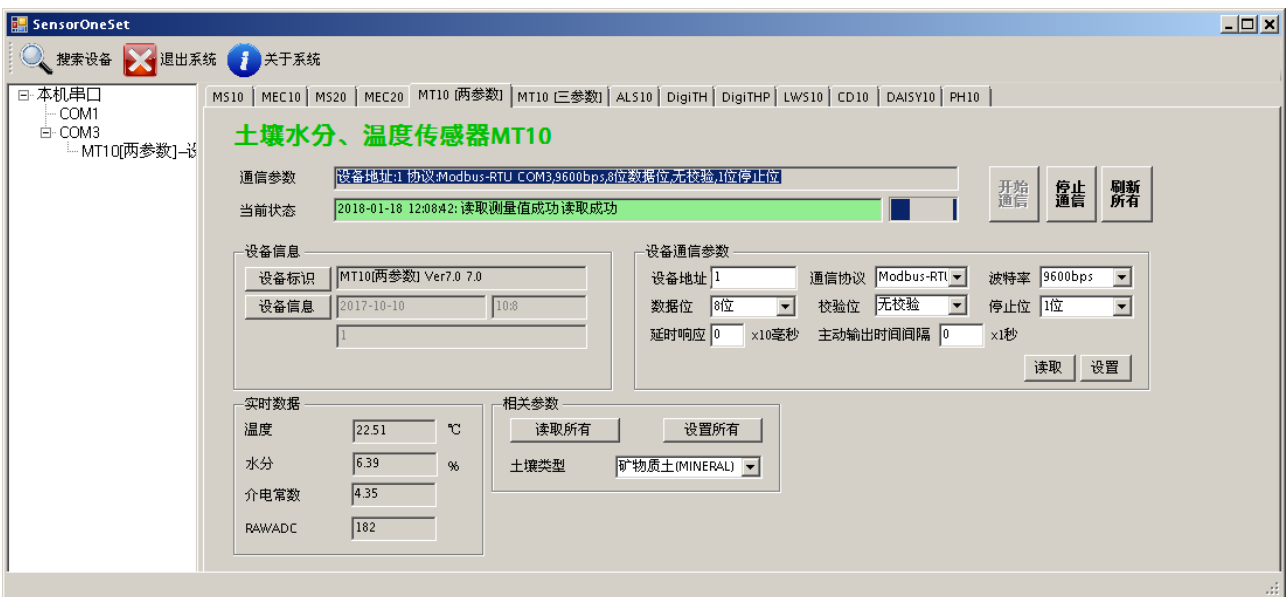 SensorOneSet
搜索设备 退出系统 关于系统
本机串口
COM1
COM3
MT10[两参数]--设
MS10 MEC10 MS20 MEC20 MT10 [两参数] MT10 [三参数] ALS10 DigiTH DigiTHP LWS10 CD10 DAISY10 PH10
土壤水分、温度传感器MT10
通信参数 设备地址:1 协议:Modbus-RTU COM3,9600bps,8位数据位,无校验,1位停止位
当前状态 2018-01-18 12:08:42: 读取测量值成功 读取成功
开始通信 停止通信 刷新所有
设备信息
设备标识 MT10[两参数] Ver7.0 7.0
设备信息 2017-10-10 10:8
1
设备通信参数
设备地址 1 通信协议 Modbus-RTU 波特率 9600bps
数据位 8位 校验位 无校验 停止位 1位
延时响应 0 x10毫秒 主动输出时间间隔 0 x1秒
读取 设置
实时数据
温度 22.51 ℃
水分 6.39 %
介电常数 4.35
RAWADC 182
相关参数
读取所有 设置所有
土壤类型 矿物质土(MINERAL)